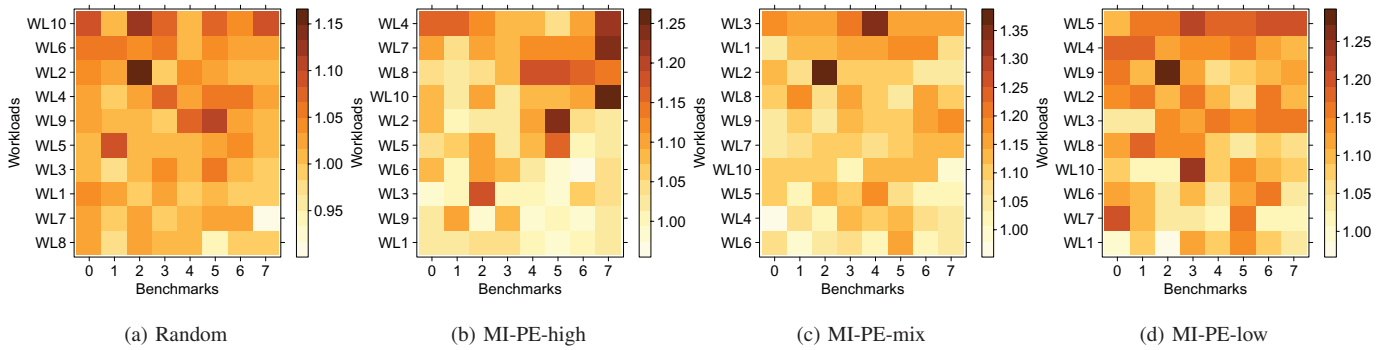 Workloads
WL10
WL6
WL2
WL4
WL9
WL5
WL3
WL1
WL7
WL8
0 1 2 3 4 5 6 7
Benchmarks
1.15
1.10
1.05
1.00
0.95
(a) Random
Workloads
WL4
WL7
WL8
WL10
WL2
WL5
WL6
WL3
WL9
WL1
0 1 2 3 4 5 6 7
Benchmarks
1.25
1.20
1.15
1.10
1.05
1.00
(b) MI-PE-high
Workloads
WL3
WL1
WL2
WL8
WL9
WL7
WL10
WL5
WL4
WL6
0 1 2 3 4 5 6 7
Benchmarks
1.35
1.30
1.25
1.20
1.15
1.10
1.05
1.00
(c) MI-PE-mix
Workloads
WL5
WL4
WL9
WL2
WL3
WL8
WL10
WL6
WL7
WL1
0 1 2 3 4 5 6 7
Benchmarks
1.25
1.20
1.15
1.10
1.05
1.00
(d) MI-PE-low